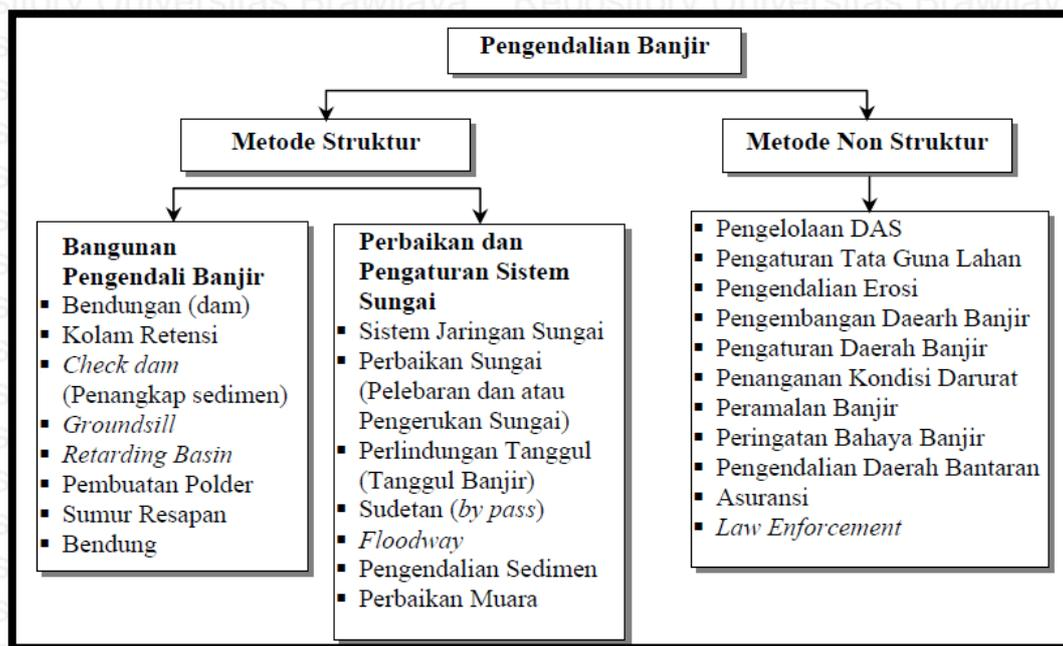 Pengendalian Banjir
Metode Struktur
Metode Non Struktur
Bangunan
Pengendali Banjir
▪ Bendungan (dam)
▪ Kolam Retensi
▪ Check dam
(Penangkap sedimen)
▪ Groundsill
▪ Retarding Basin
▪ Pembuatan Polder
▪ Sumur Resapan
▪ Bendung
Perbaikan dan
Pengaturan Sistem
Sungai
▪ Sistem Jaringan Sungai
▪ Perbaikan Sungai
(Pelebaran dan atau
Pengerukan Sungai)
▪ Perlindungan Tanggul
(Tanggul Banjir)
▪ Sudetan (by pass)
▪ Floodway
▪ Pengendalian Sedimen
▪ Perbaikan Muara
▪ Pengelolaan DAS
▪ Pengaturan Tata Guna Lahan
▪ Pengendalian Erosi
▪ Pengembangan Daearh Banjir
▪ Pengaturan Daerah Banjir
▪ Penanganan Kondisi Darurat
▪ Peramalan Banjir
▪ Peringatan Bahaya Banjir
▪ Pengendalian Daerah Bantaran
▪ Asuransi
▪ Law Enforcement